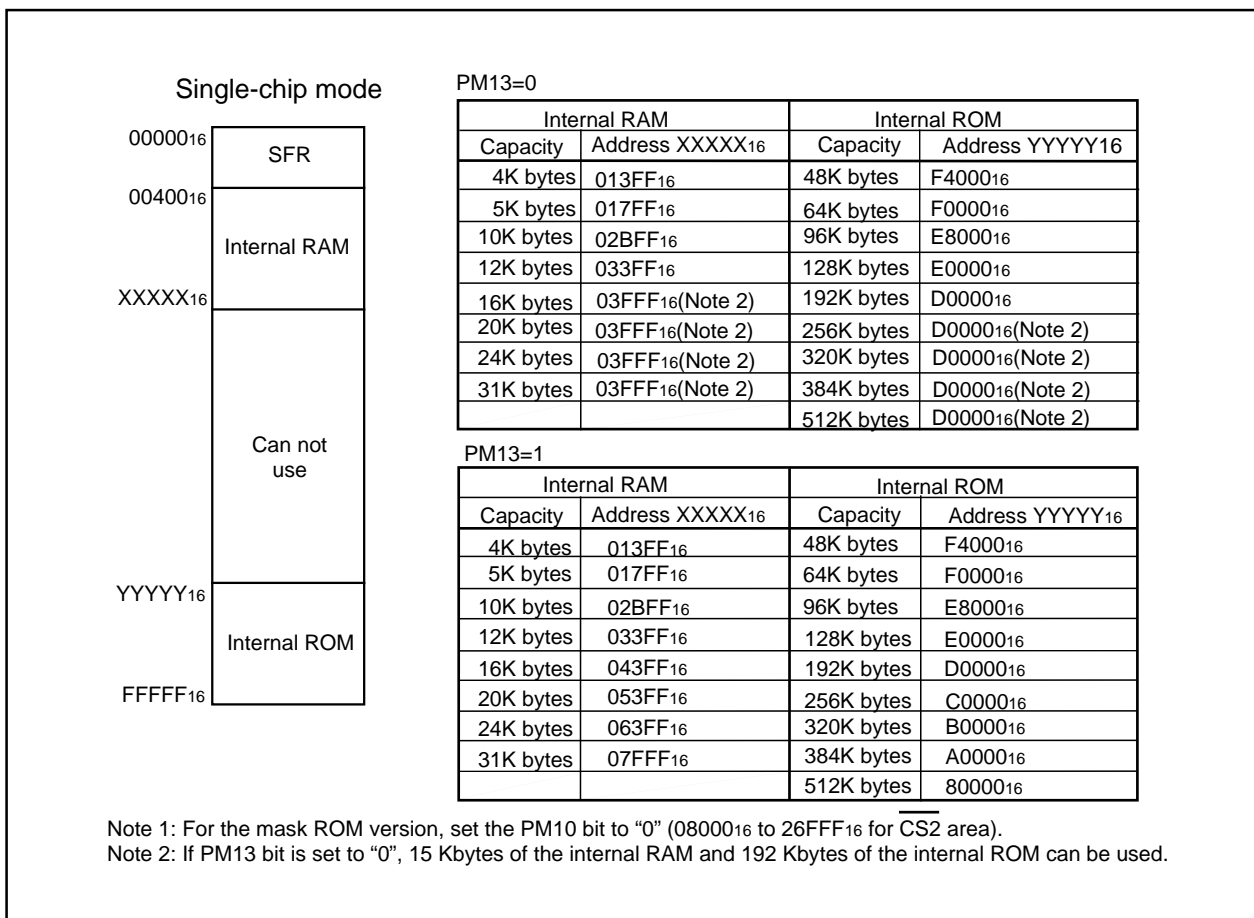 Single-chip mode
0000016
SFR
0040016
Internal RAM
XXXXX16
Can not
use
YYYYY16
Internal ROM
FFFFF16
PM13=0
Internal RAM Internal ROM
Capacity Address XXXXX16 Capacity Address YYYYY16
4K bytes 013FF16 48K bytes F400016
5K bytes 017FF16 64K bytes F000016
10K bytes 02BFF16 96K bytes E800016
12K bytes 033FF16 128K bytes E000016
16K bytes 03FFF16(Note 2) 192K bytes D000016
20K bytes 03FFF16(Note 2) 256K bytes D000016(Note 2)
24K bytes 03FFF16(Note 2) 320K bytes D000016(Note 2)
31K bytes 03FFF16(Note 2) 384K bytes D000016(Note 2)
512K bytes D000016(Note 2)
PM13=1
Internal RAM Internal ROM
Capacity Address XXXXX16 Capacity Address YYYYY16
4K bytes 013FF16 48K bytes F400016
5K bytes 017FF16 64K bytes F000016
10K bytes 02BFF16 96K bytes E800016
12K bytes 033FF16 128K bytes E000016
16K bytes 043FF16 192K bytes D000016
20K bytes 053FF16 256K bytes C000016
24K bytes 063FF16 320K bytes B000016
31K bytes 07FFF16 384K bytes A000016
512K bytes 8000016
Note 1: For the mask ROM version, set the PM10 bit to “0” (0800016 to 26FFF16 for CS2 area).
Note 2: If PM13 bit is set to “0”, 15 Kbytes of the internal RAM and 192 Kbytes of the internal ROM can be used.